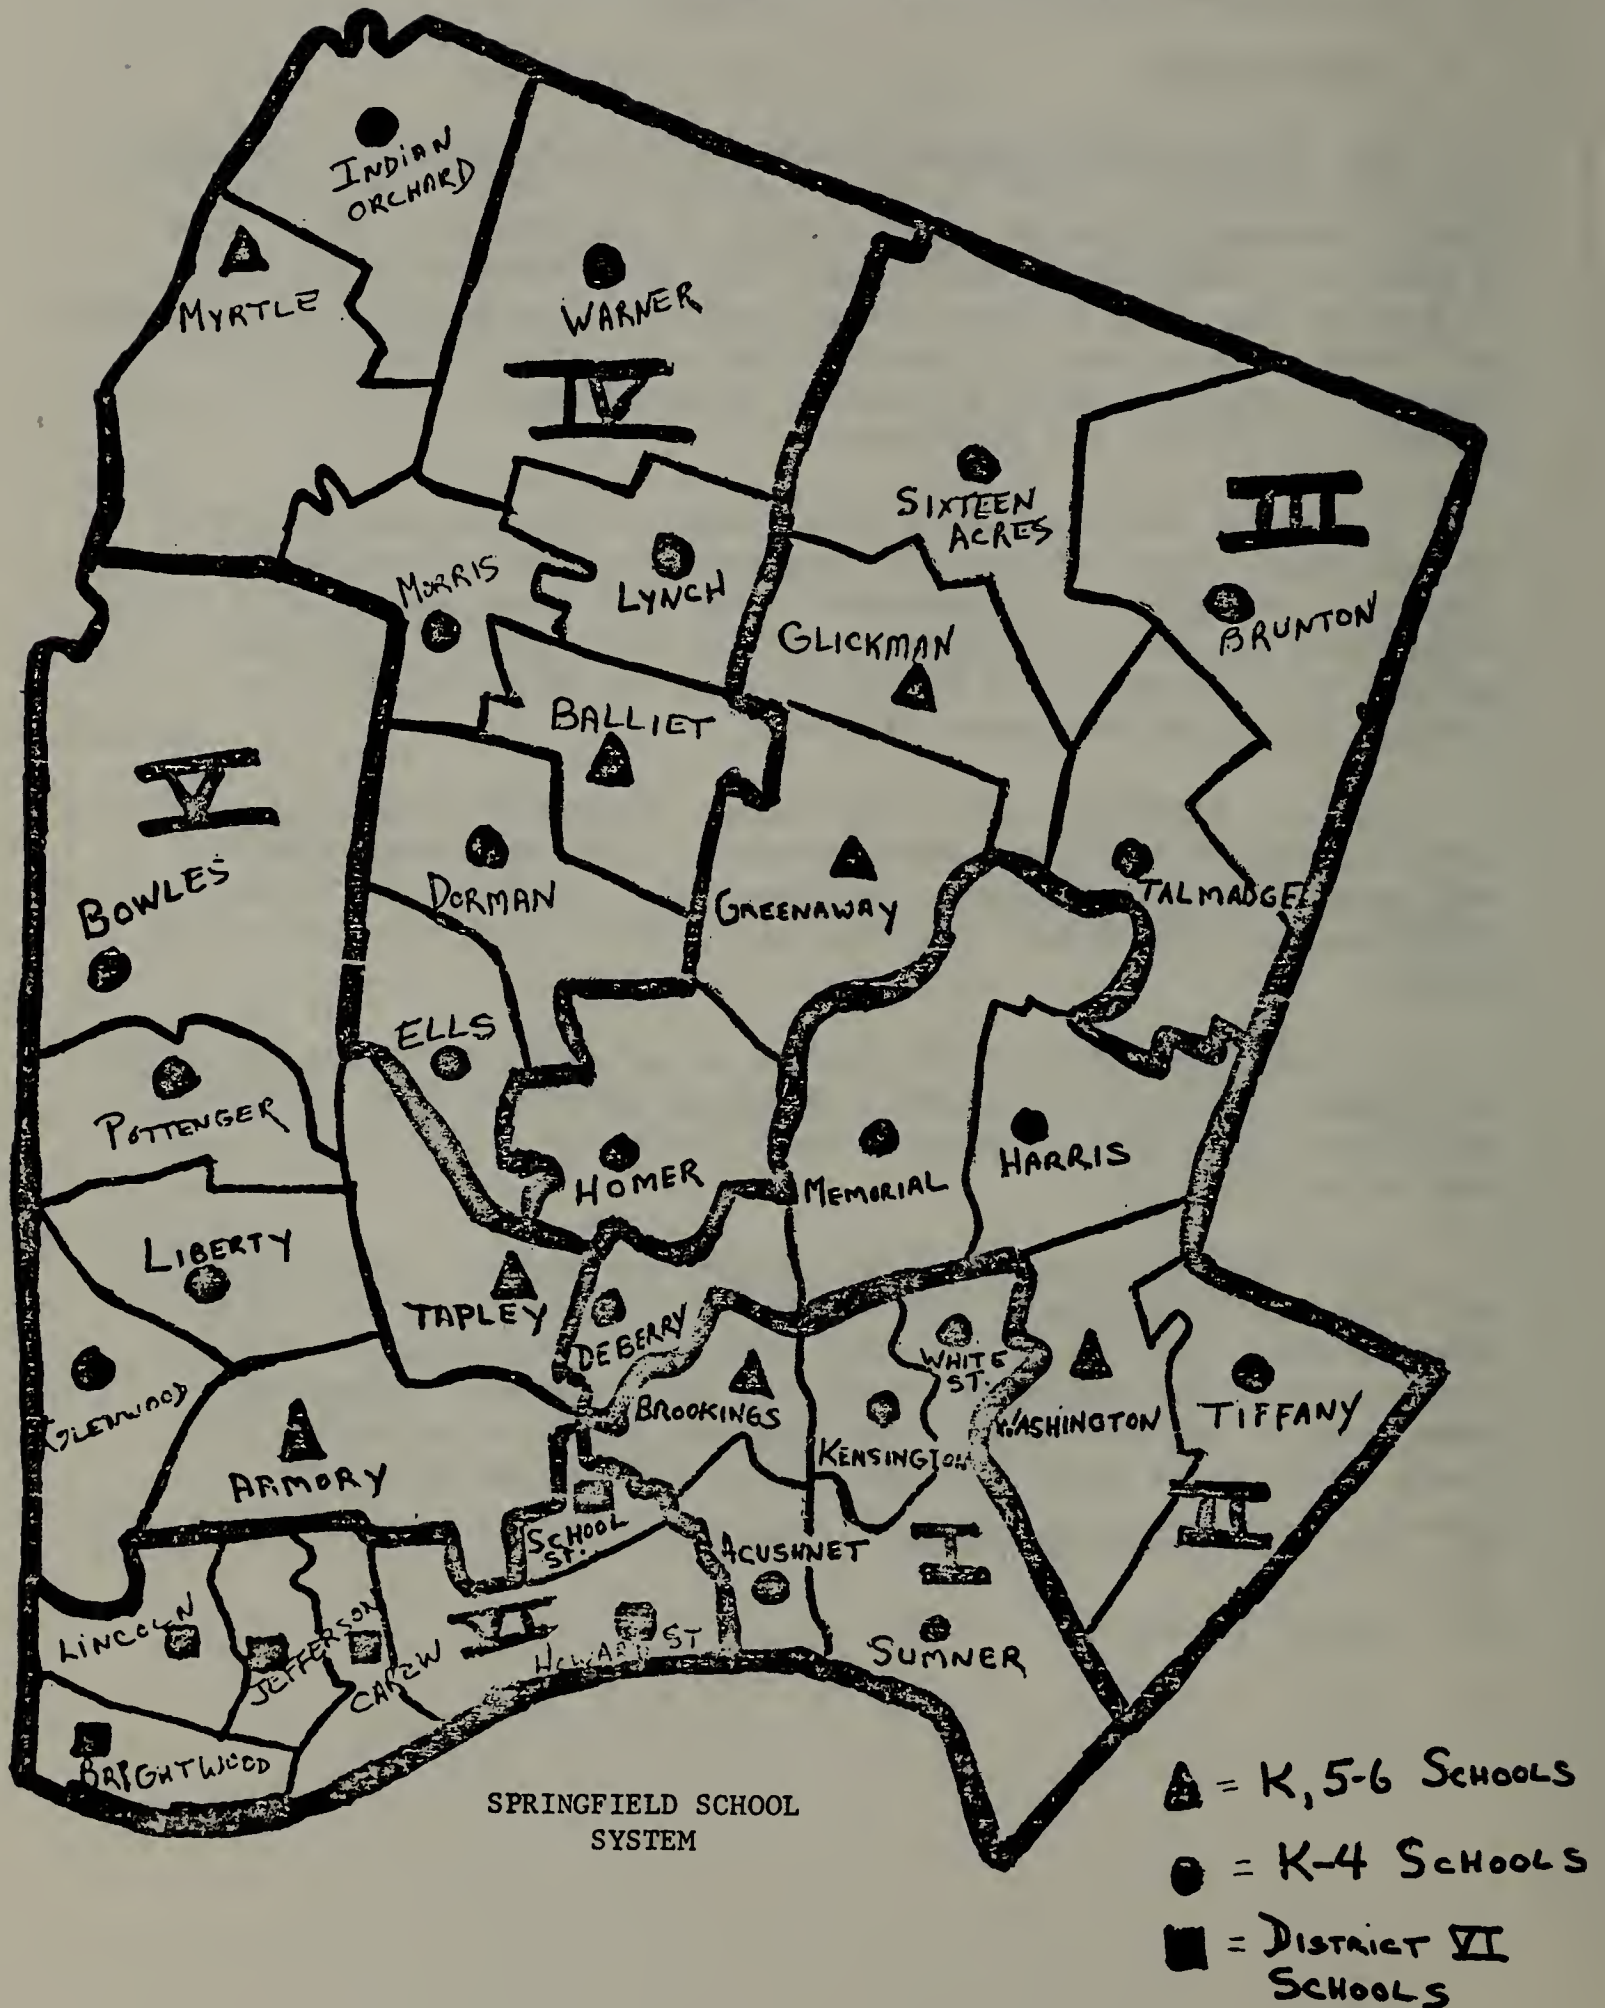 INDIAN
ORCHARD
MYRTLE
WARNER
IV
SIXTEEN
ACRES
III
MORRIS
LYNCH
BRUNTON
GLICKMAN
BALLIET
V
BOWLES
DORMAN
GREENAWAY
TALMADGE
ELLS
POTTENGER
HOMER
MEMORIAL
HARRIS
LIBERTY
TAPLEY
DEBERRY
WHITE
ST.
GLENWOOD
BROOKINGS
WASHINGTON
TIFFANY
KENSINGTON
ARMORY
II
SCHOOL
ST.
ACUSHNET
I
LINCOLN
JEFFERSON
CAREW
VI
HOWARD ST
SUMNER
BRIGHTWOOD
SPRINGFIELD SCHOOL
SYSTEM
= K, 5-6 SCHOOLS
= K-4 SCHOOLS
= DISTRICT VI
SCHOOLS